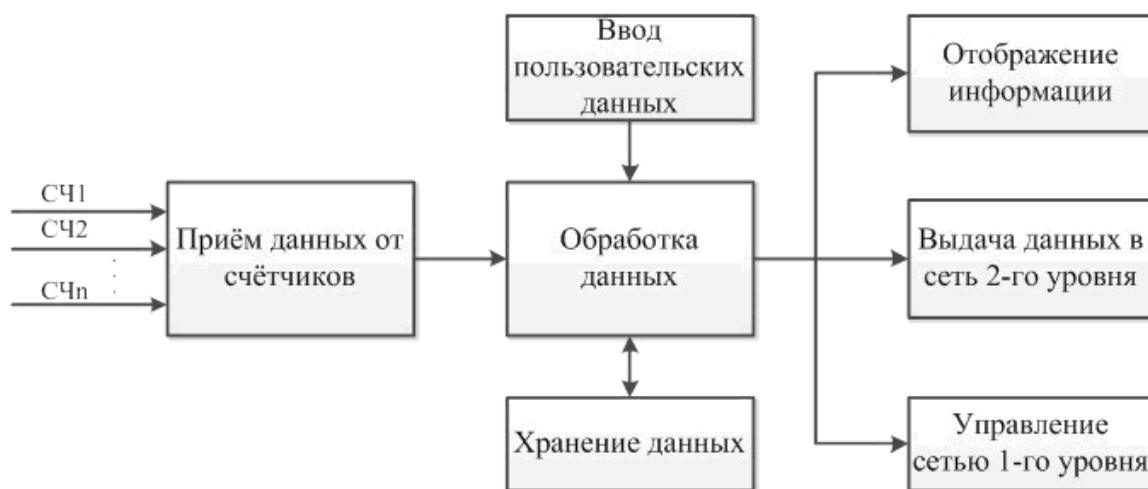 Ввод
пользовательских
данных
Отображение
информации
СЧ1
СЧ2
СЧn
Приём данных от
счётчиков
Обработка
данных
Выдача данных в
сеть 2-го уровня
Хранение данных
Управление
сетью 1-го уровня